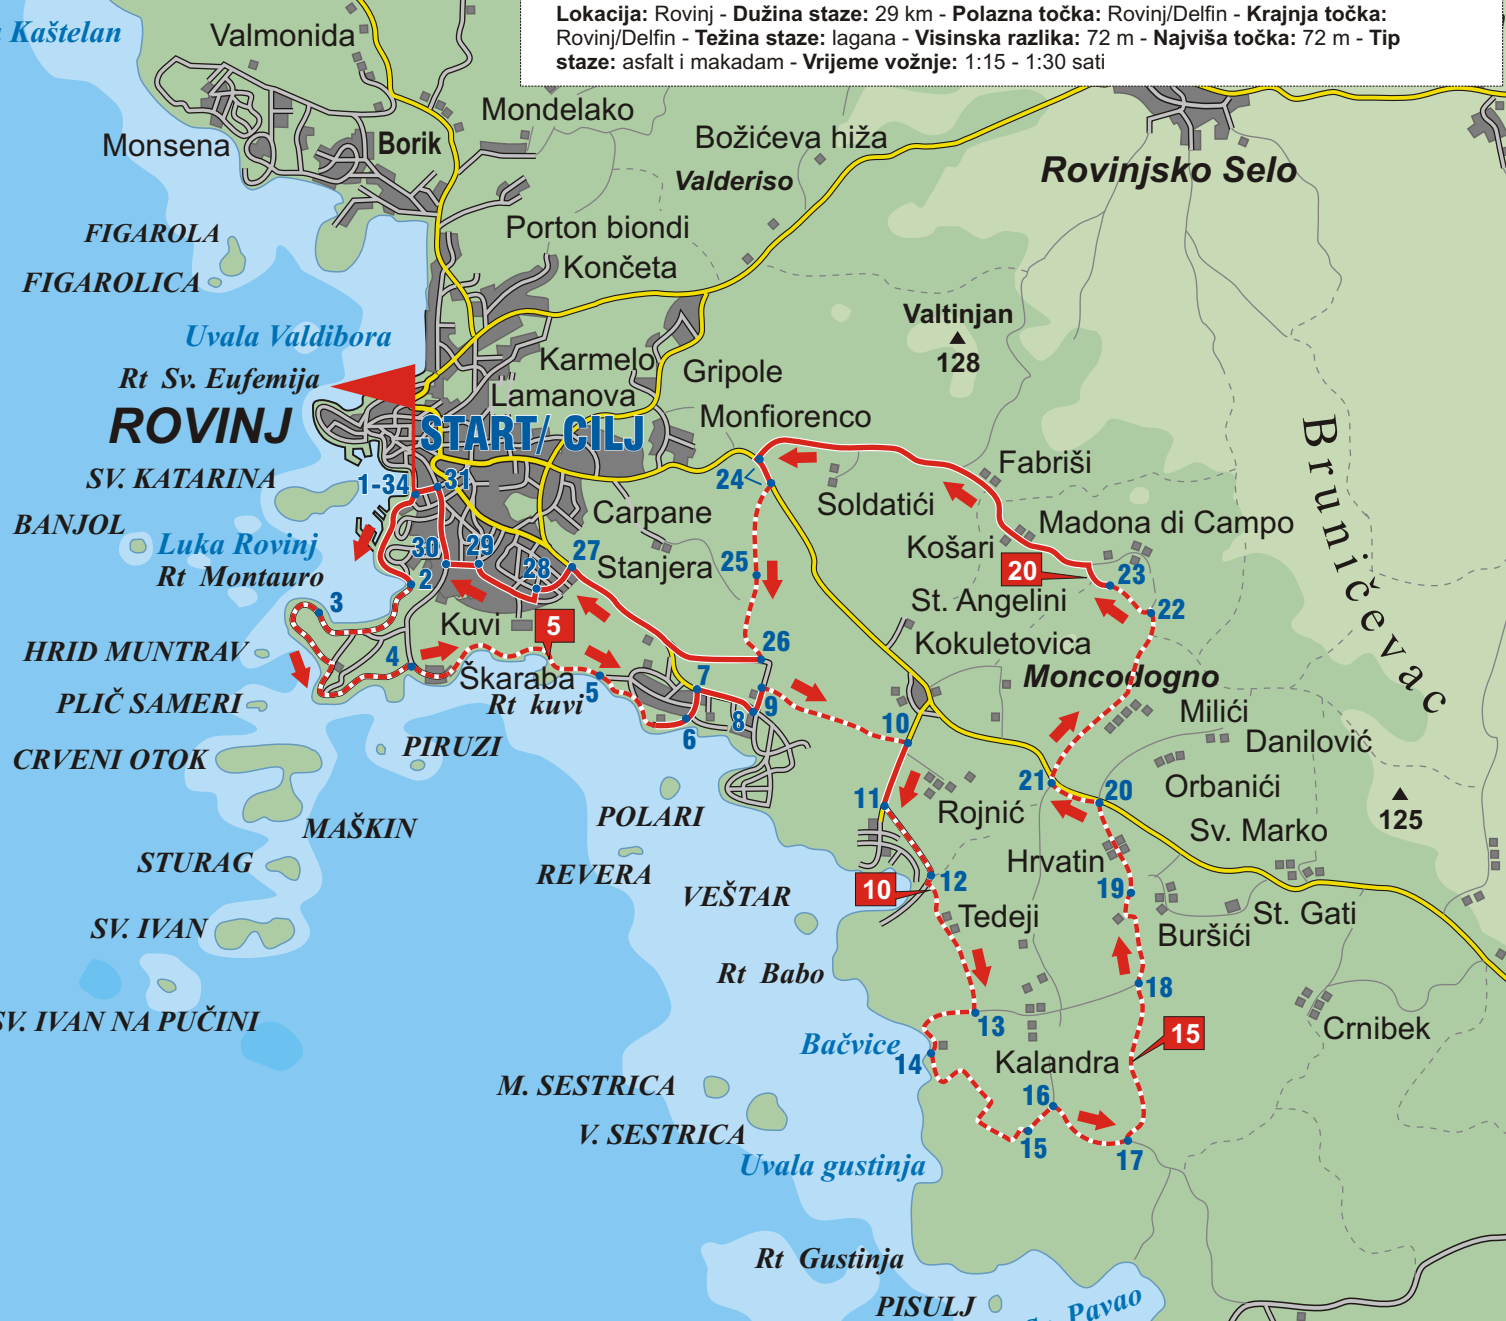 Lokacija: Rovinj - Dužina staze: 29 km - Polazna točka: Rovinj/Delfin - Krajnja točka:
Rovinj/Delfin - Težina staze: lagana - Visinska razlika: 72 m - Najviša točka: 72 m - Tip
staze: asfalt i makadam - Vrijeme vožnje: 1:15 - 1:30 sati
Kaštelan
Valmonida
Mondelako
Monsena
Borik
Božićeva hiža
Valderiso
Rovinjsko Selo
FIGAROLA
Porton biondi
Končeta
FIGAROLICA
Valtinjan
128
Uvala Valdibora
Karmelo
Gripole
Rt Sv. Eufemija
Lamanova
ROVINJ
START/ CILJ
Monfiorenco
Bruničevac
SV. KATARINA
1-34
31
24
Fabriši
Soldatići
BANJOL
Carpane
Madona di Campo
Luka Rovinj
Košari
Rt Montauro
30
29
28
27
Stanjera
25
20
23
2
3
St. Angelini
22
Kuvi
5
Kokuletovica
HRID MUNTRAV
4
26
Škaraba
5
7
Moncodogno
PLIČ SAMERI
Rt kuvi
9
8
6
10
Milići
CRVENI OTOK
PIRUZI
Danilović
21
20
Orbanići
11
Rojnić
POLARI
MAŠKIN
125
Sv. Marko
STURAG
REVERA
Hrvatin
VEŠTAR
10
12
19
Tedeji
St. Gati
SV. IVAN
Buršići
Rt Babo
18
SV. IVAN NA PUČINI
13
Crnibek
15
Bačvice
14
Kalandra
M. SESTRICA
16
V. SESTRICA
15
17
Uvala gustinja
Rt Gustinja
PISULJ
Pavao